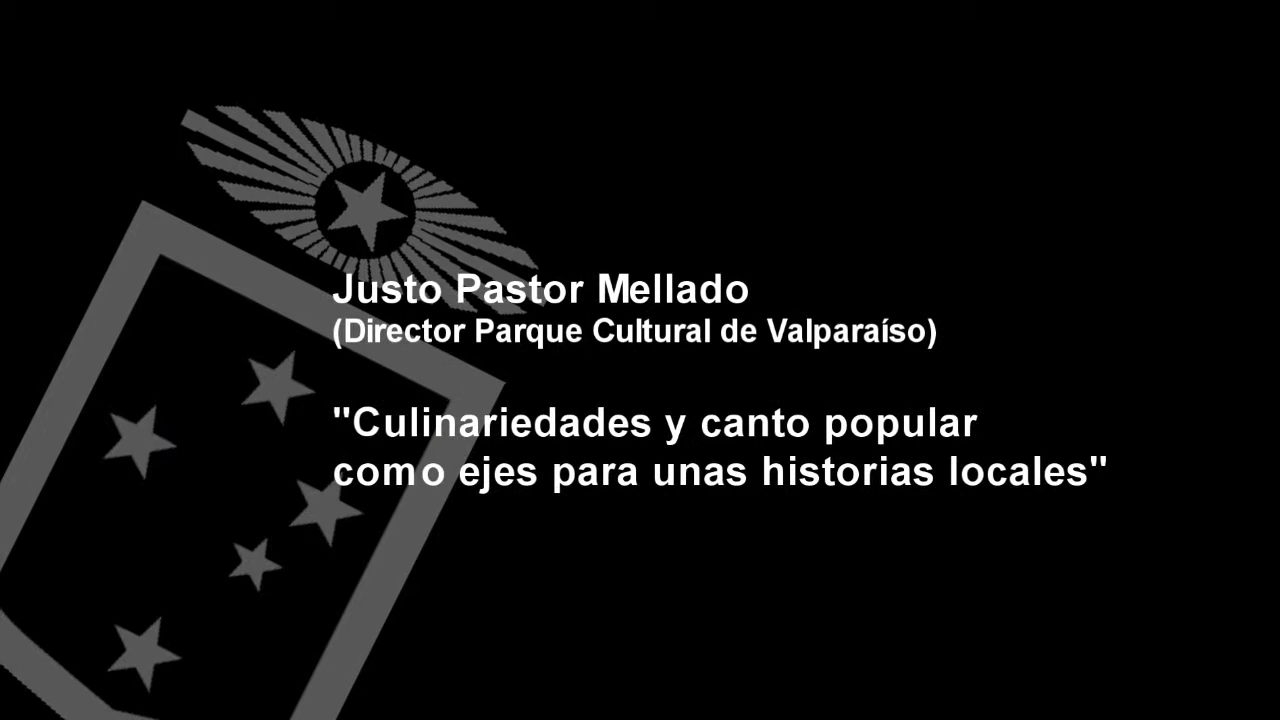 Justo Pastor Mellado
(Director Parque Cultural de Valparaíso)
"Culinariedades y canto popular
como ejes para unas historias locales"